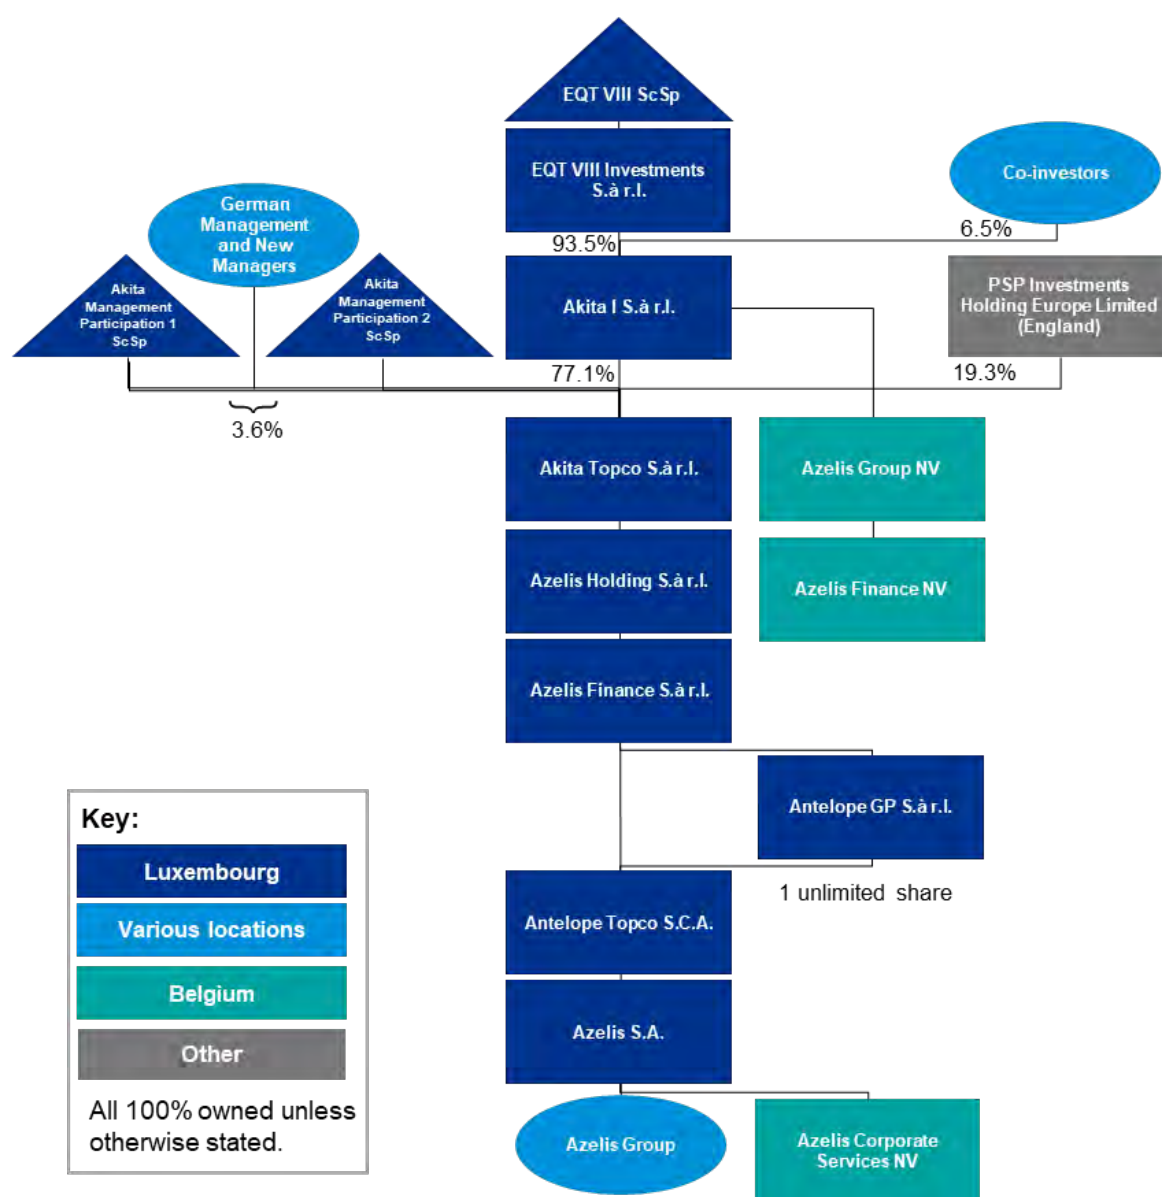 EQT VIII ScSp
EQT VIII Investments
S.à r.l.
Co-investors
German
Management
and New
Managers
93.5%
6.5%
Akita
Management
Participation 1
ScSp
Akita
Management
Participation 2
ScSp
Akita I S.à r.l.
PSP Investments
Holding Europe Limited
(England)
77.1%
19.3%
3.6%
Akita Topco S.à r.l.
Azelis Group NV
Azelis Holding S.à r.l.
Azelis Finance NV
Azelis Finance S.à r.l.
Antelope GP S.à r.l.
1 unlimited share
Antelope Topco S.C.A.
Azelis S.A.
Azelis Group
Azelis Corporate
Services NV
Key:
Luxembourg
Various locations
Belgium
Other
All 100% owned unless
otherwise stated.